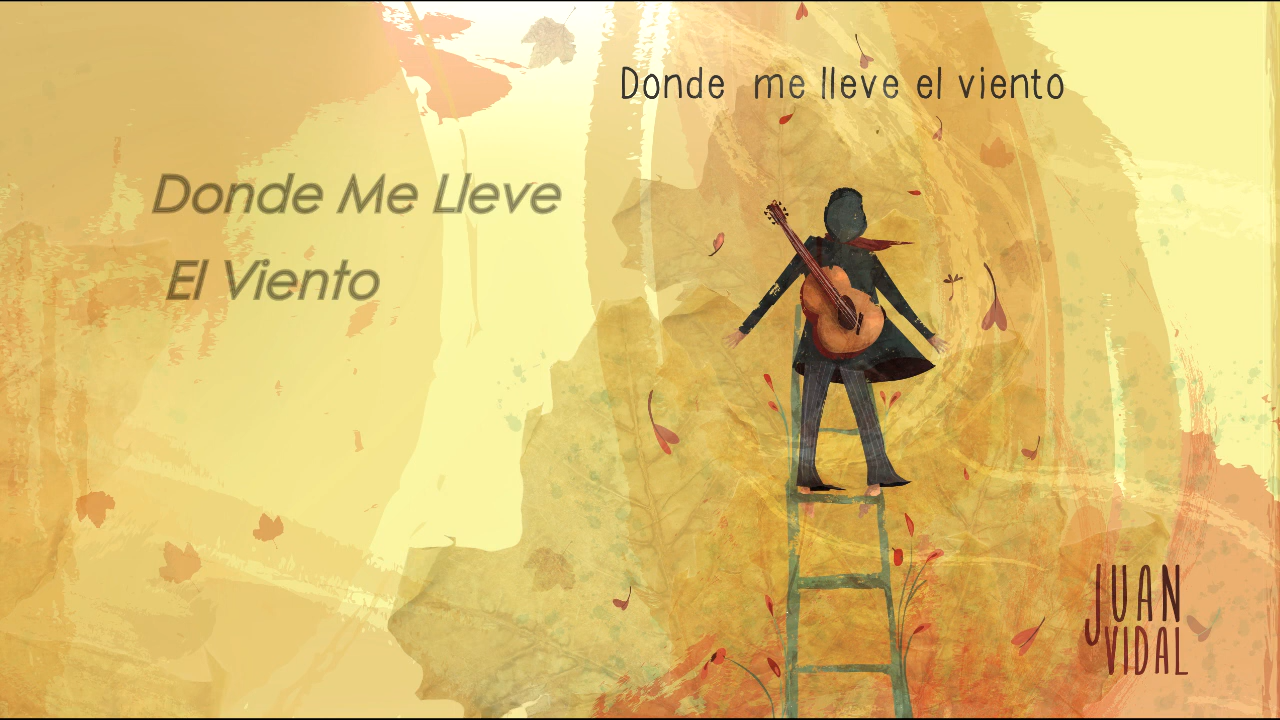 Donde me lleve el viento
Donde Me Lleve
El Viento
JUAN
VIDAL